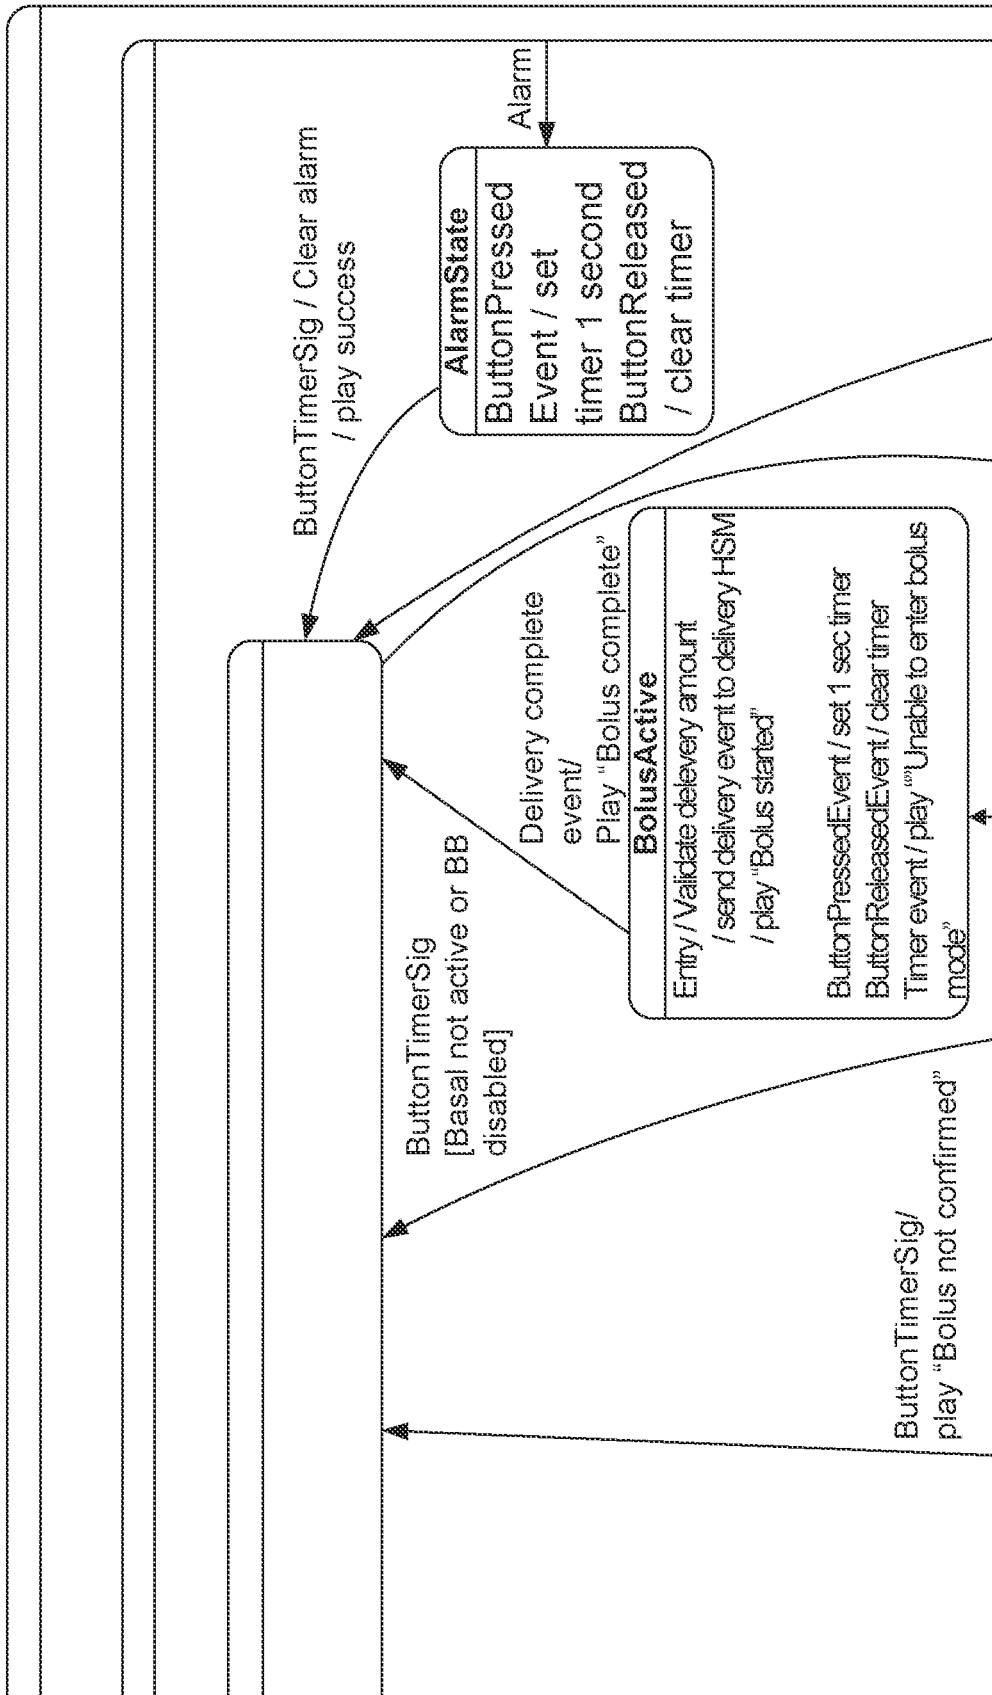 ButtonTimerSig / Clear alarm
/ play success
Alarm
AlarmState
ButtonPressed
Event / set
timer 1 second
ButtonReleased
/ clear timer
Delivery complete
event/
Play “Bolus complete”
BolusActive
Entry / Validate delevery amount
/ send delivery event to delivery HSM
/ play “Bolus started”
ButtonPressedEvent / set 1 sec timer
ButtonReleasedEvent / clear timer
Timer event / play “”Unable to enter bolus
mode”
ButtonTimerSig
[Basal not active or BB
disabled]
ButtonTimerSig/
play “Bolus not confirmed”